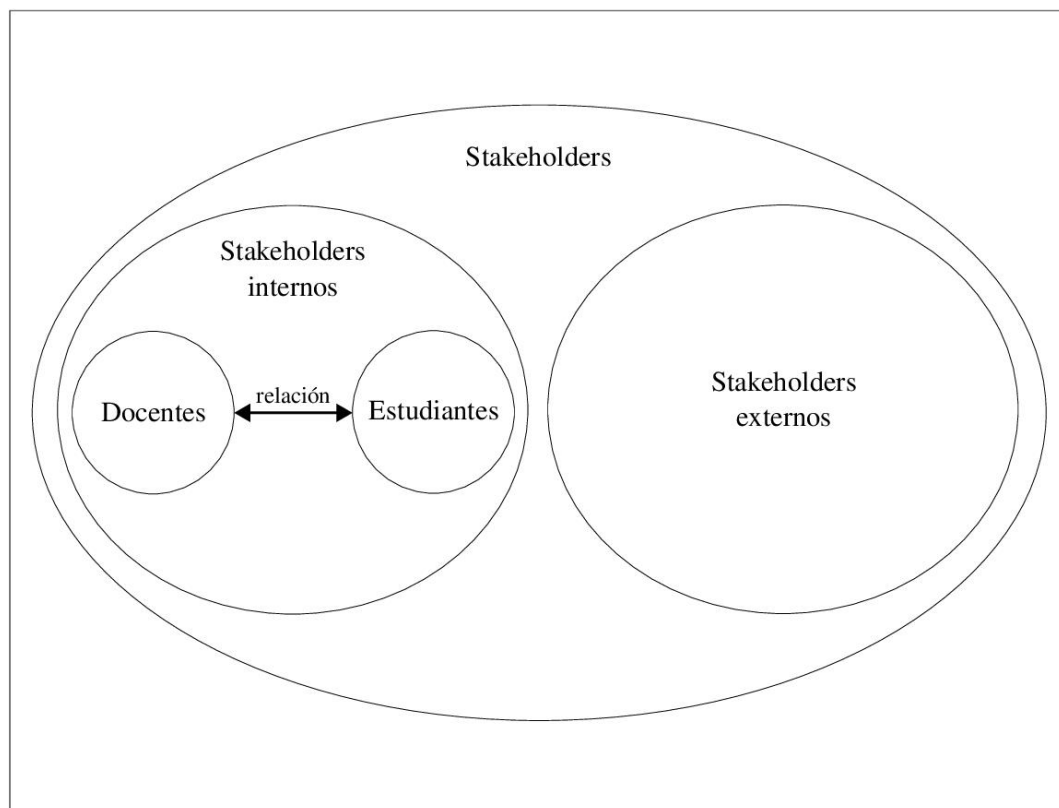 Stakeholders
Stakeholders
internos
Docentes
relación
Estudiantes
Stakeholders
externos